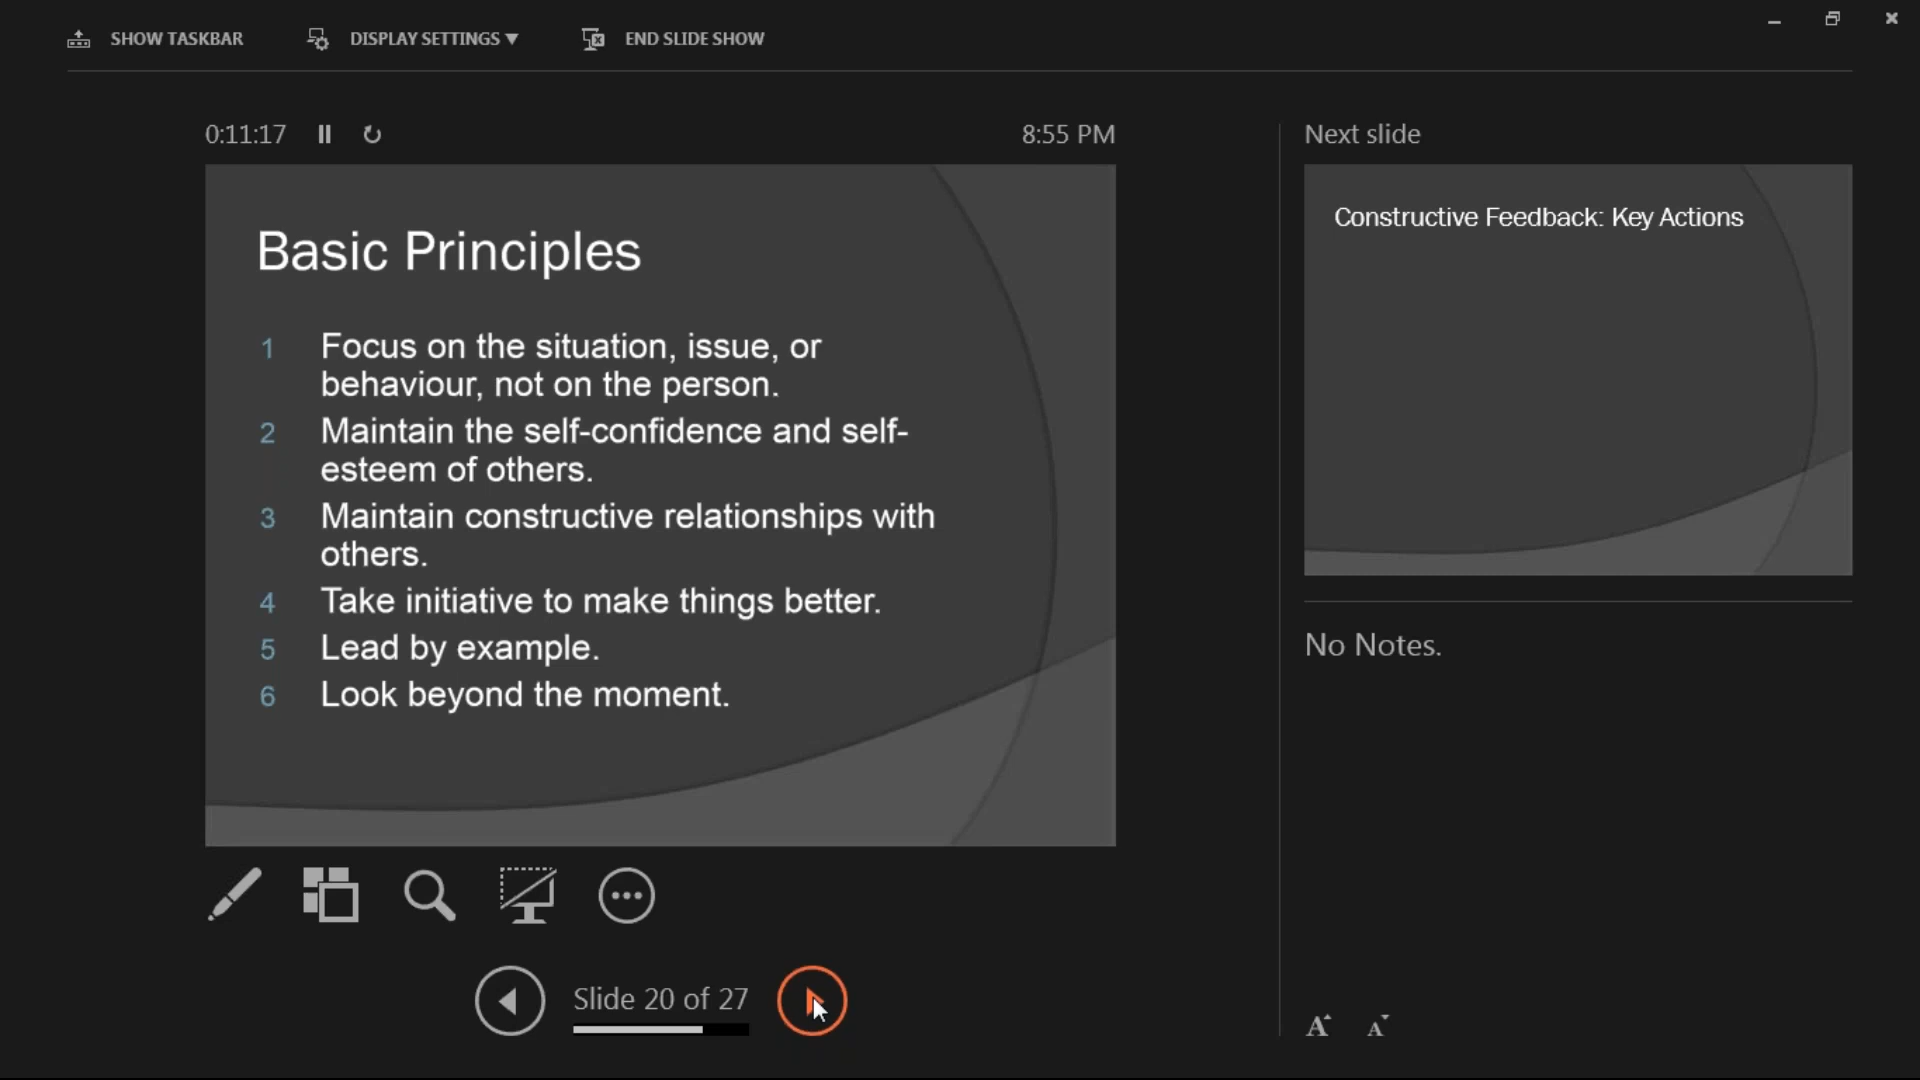 SHOW TASKBAR
DISPLAY SETTINGS ▼
END SLIDE SHOW
0:11:17
8:55 PM
Next slide
Basic Principles
1 Focus on the situation, issue, or
behaviour, not on the person.
2 Maintain the self-confidence and self-
esteem of others.
3 Maintain constructive relationships with
others.
4 Take initiative to make things better.
5 Lead by example.
6 Look beyond the moment.
Constructive Feedback: Key Actions
No Notes.
Slide 20 of 27
A A